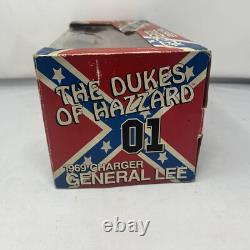 THE DUKES
OF HAZZARD
01
1969 CHARGER
GENERAL LEE